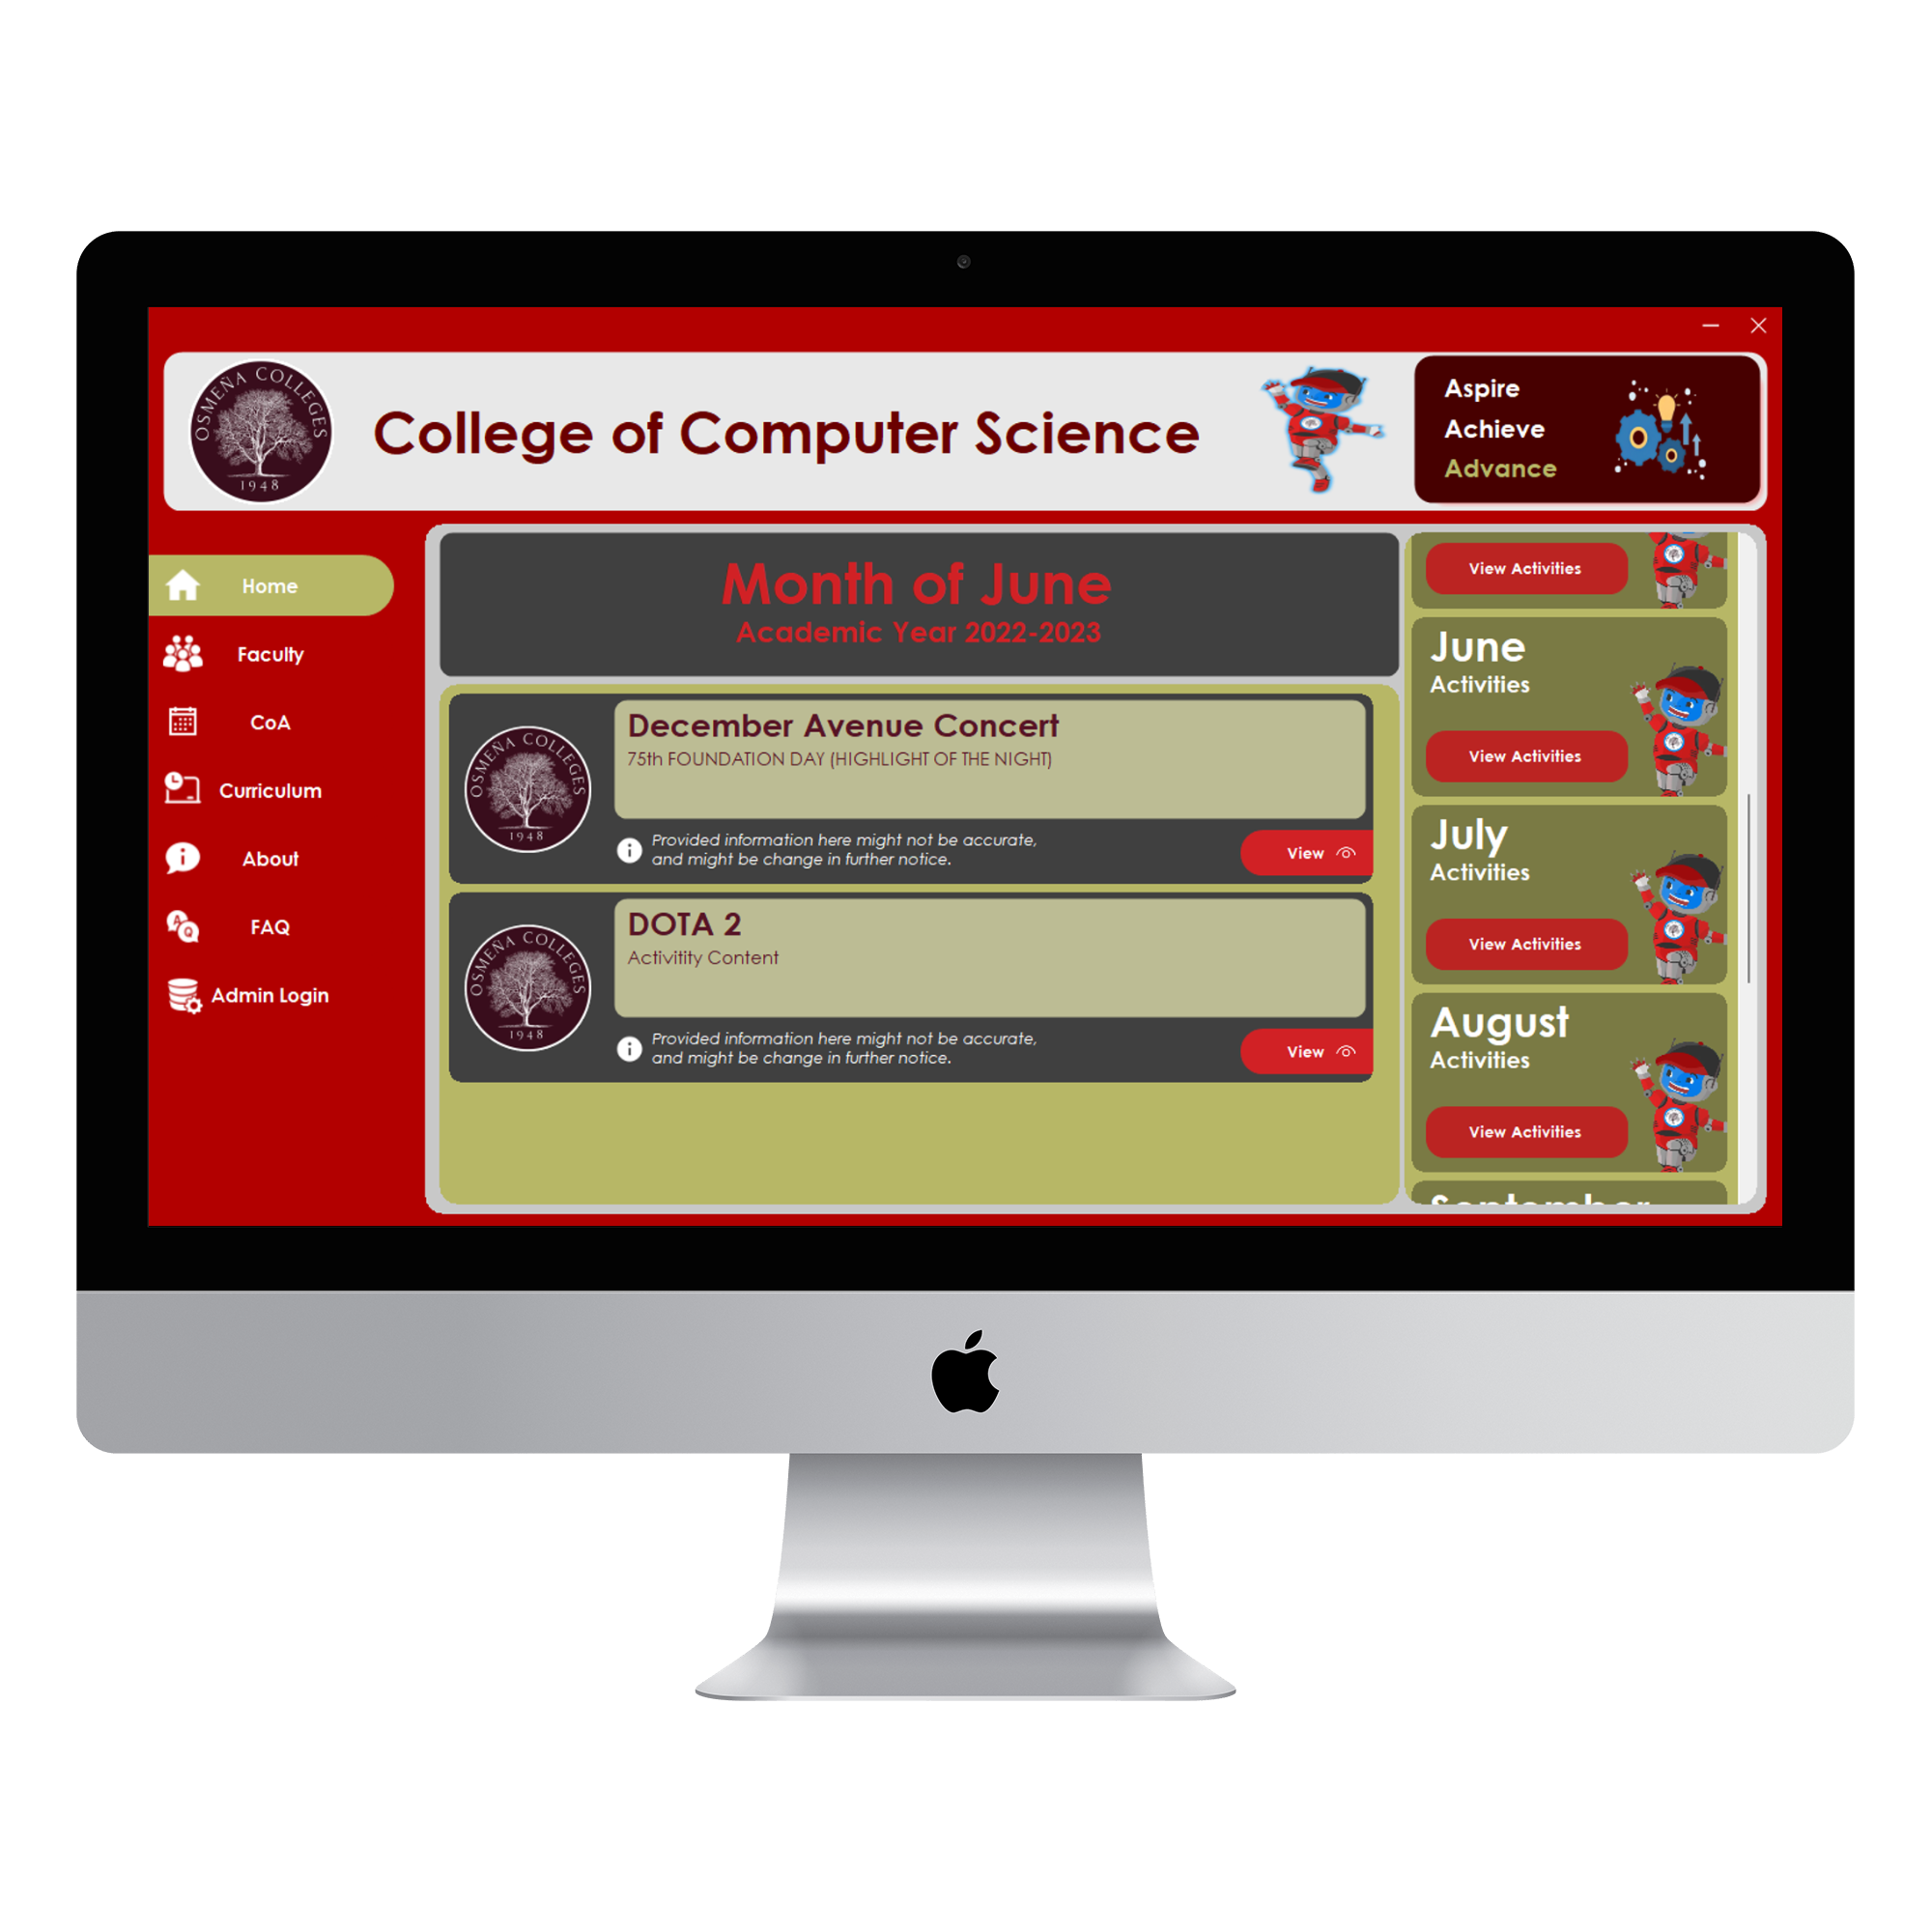 OSMEÑA COLLEGES
1948
College of Computer Science
Aspire
Achieve
Advance
Home
Faculty
CoA
Curriculum
About
FAQ
Admin Login
Month of June
Academic Year 2022-2023
OSMEÑA COLLEGES
1948
December Avenue Concert
75th FOUNDATION DAY (HIGHLIGHT OF THE NIGHT)
Provided information here might not be accurate,
and might be change in further notice.
View
OSMEÑA COLLEGES
1948
DOTA 2
Activitity Content
Provided information here might not be accurate,
and might be change in further notice.
View
View Activities
June
Activities
View Activities
July
Activities
View Activities
August
Activities
View Activities
September